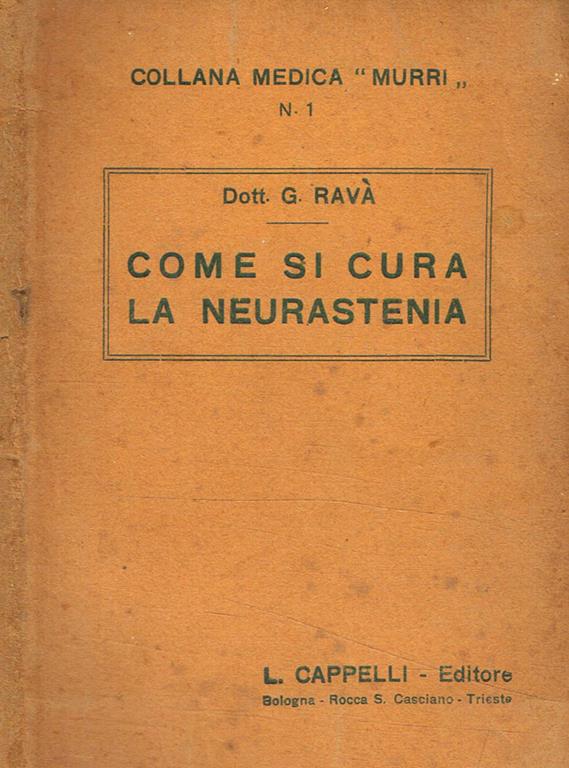 COLLANA MEDICA "MURRI „
N. 1
Dott. G. RAVÀ
COME SI CURA
LA NEURASTENIA
L. CAPPELLI - Editore
Bologna - Rocca S. Casciano - Trieste